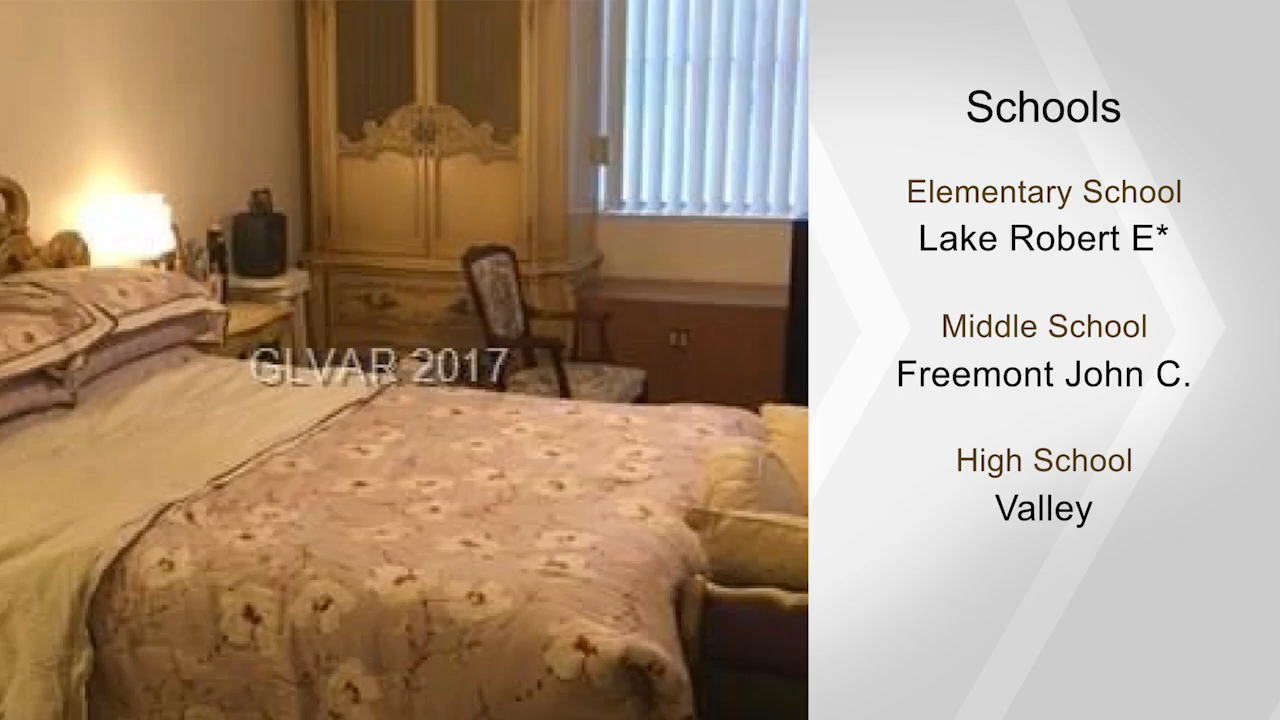 GLVAR 2017
Schools
Elementary School
Lake Robert E*
Middle School
Freemont John C.
High School
Valley